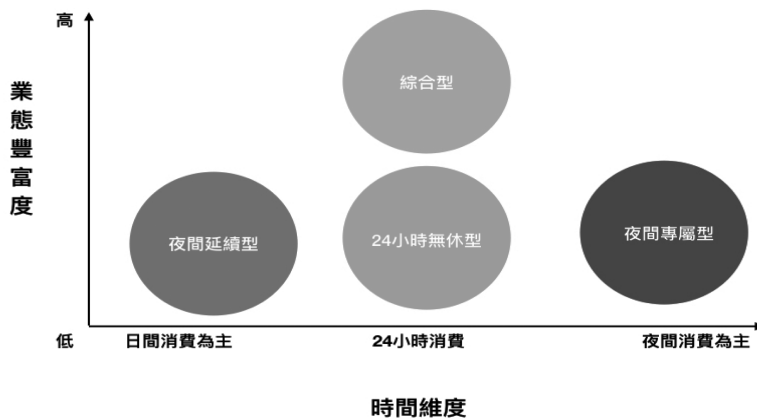 高
業態豐富度
綜合型
夜間延續型
24小時無休型
夜間專屬型
低
日間消費為主
24小時消費
夜間消費為主
時間維度